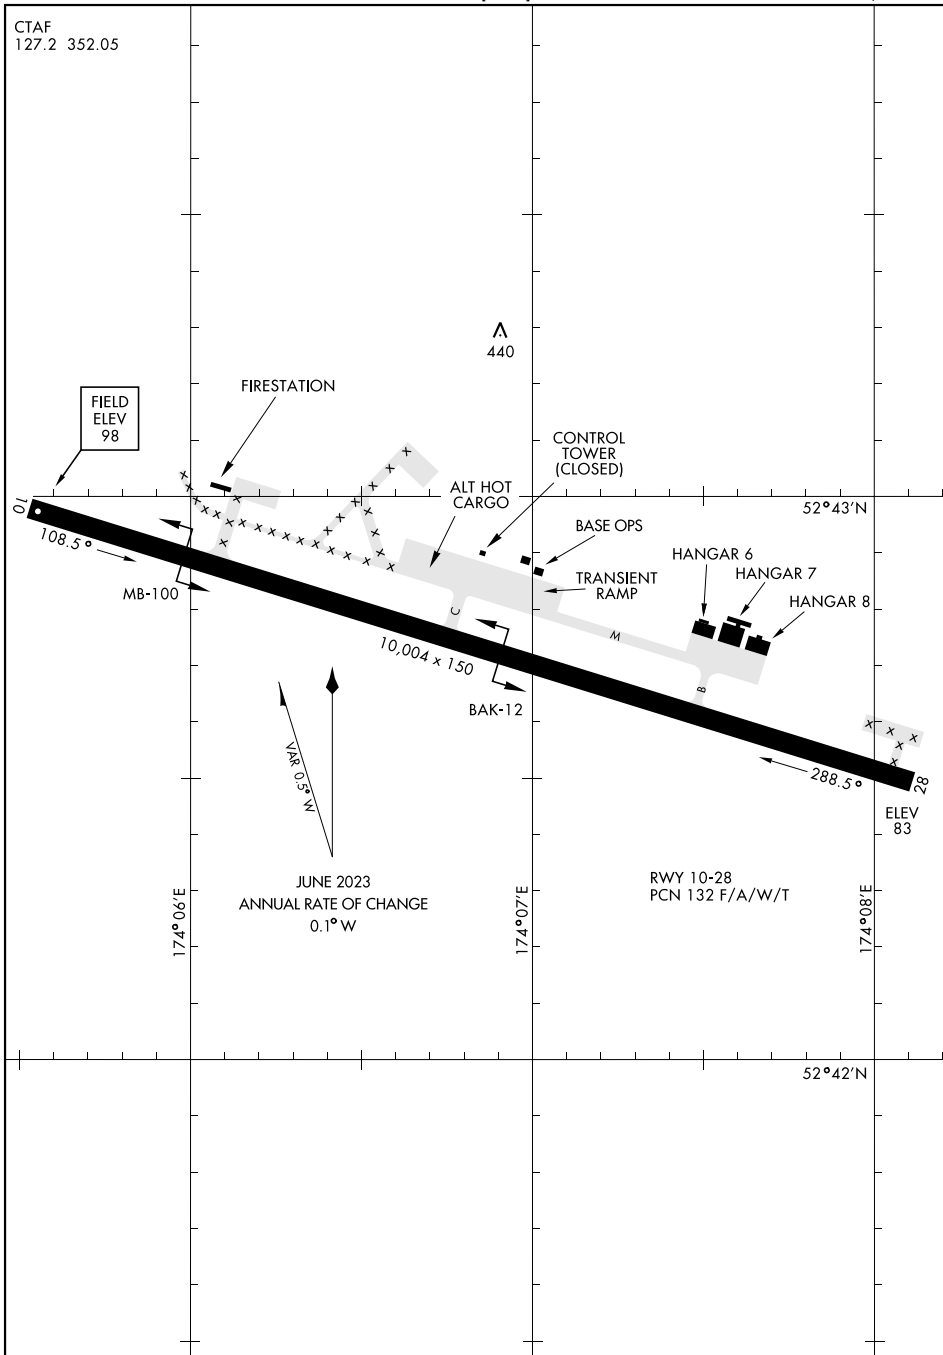 CTAF
127.2 352.05
440
FIRESTATION
FIELD
ELEV
98
CONTROL
TOWER
(CLOSED)
ALT HOT
CARGO
52°43'N
10
108.5°
BASE OPS
HANGAR 6
HANGAR 7
HANGAR 8
TRANSIENT
RAMP
MB-100
C
M
10,004 x 150
B
BAK-12
VAR 0.5° W
288.5°
28
ELEV
83
JUNE 2023
ANNUAL RATE OF CHANGE
0.1° W
RWY 10-28
PCN 132 F/A/W/T
174°06'E
174°07'E
174°08'E
52°42'N